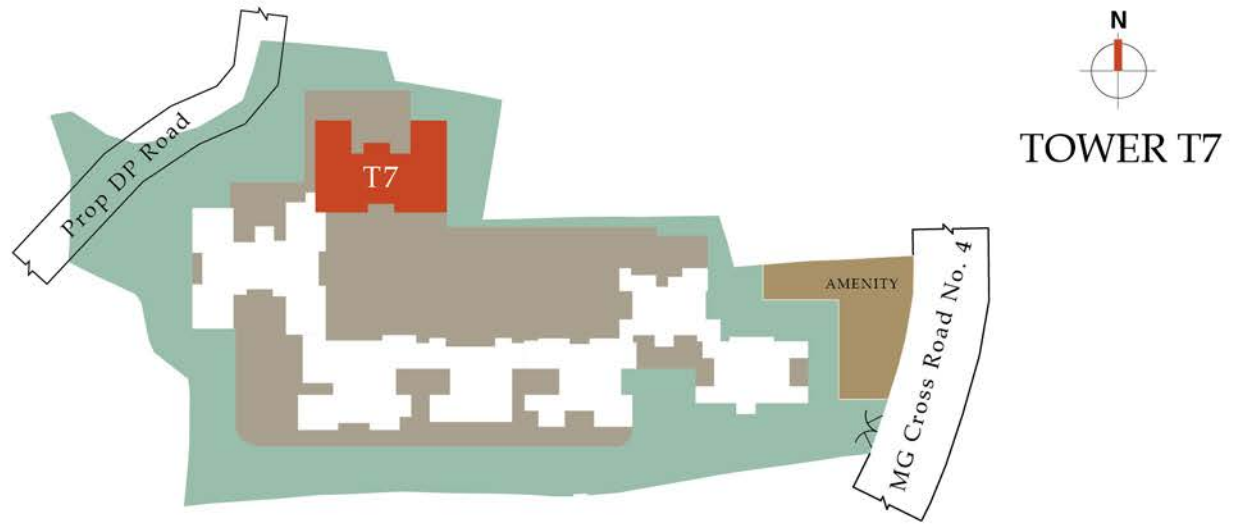 N
TOWER T7
Prop DP Road
T7
AMENITY
MG Cross Road No. 4